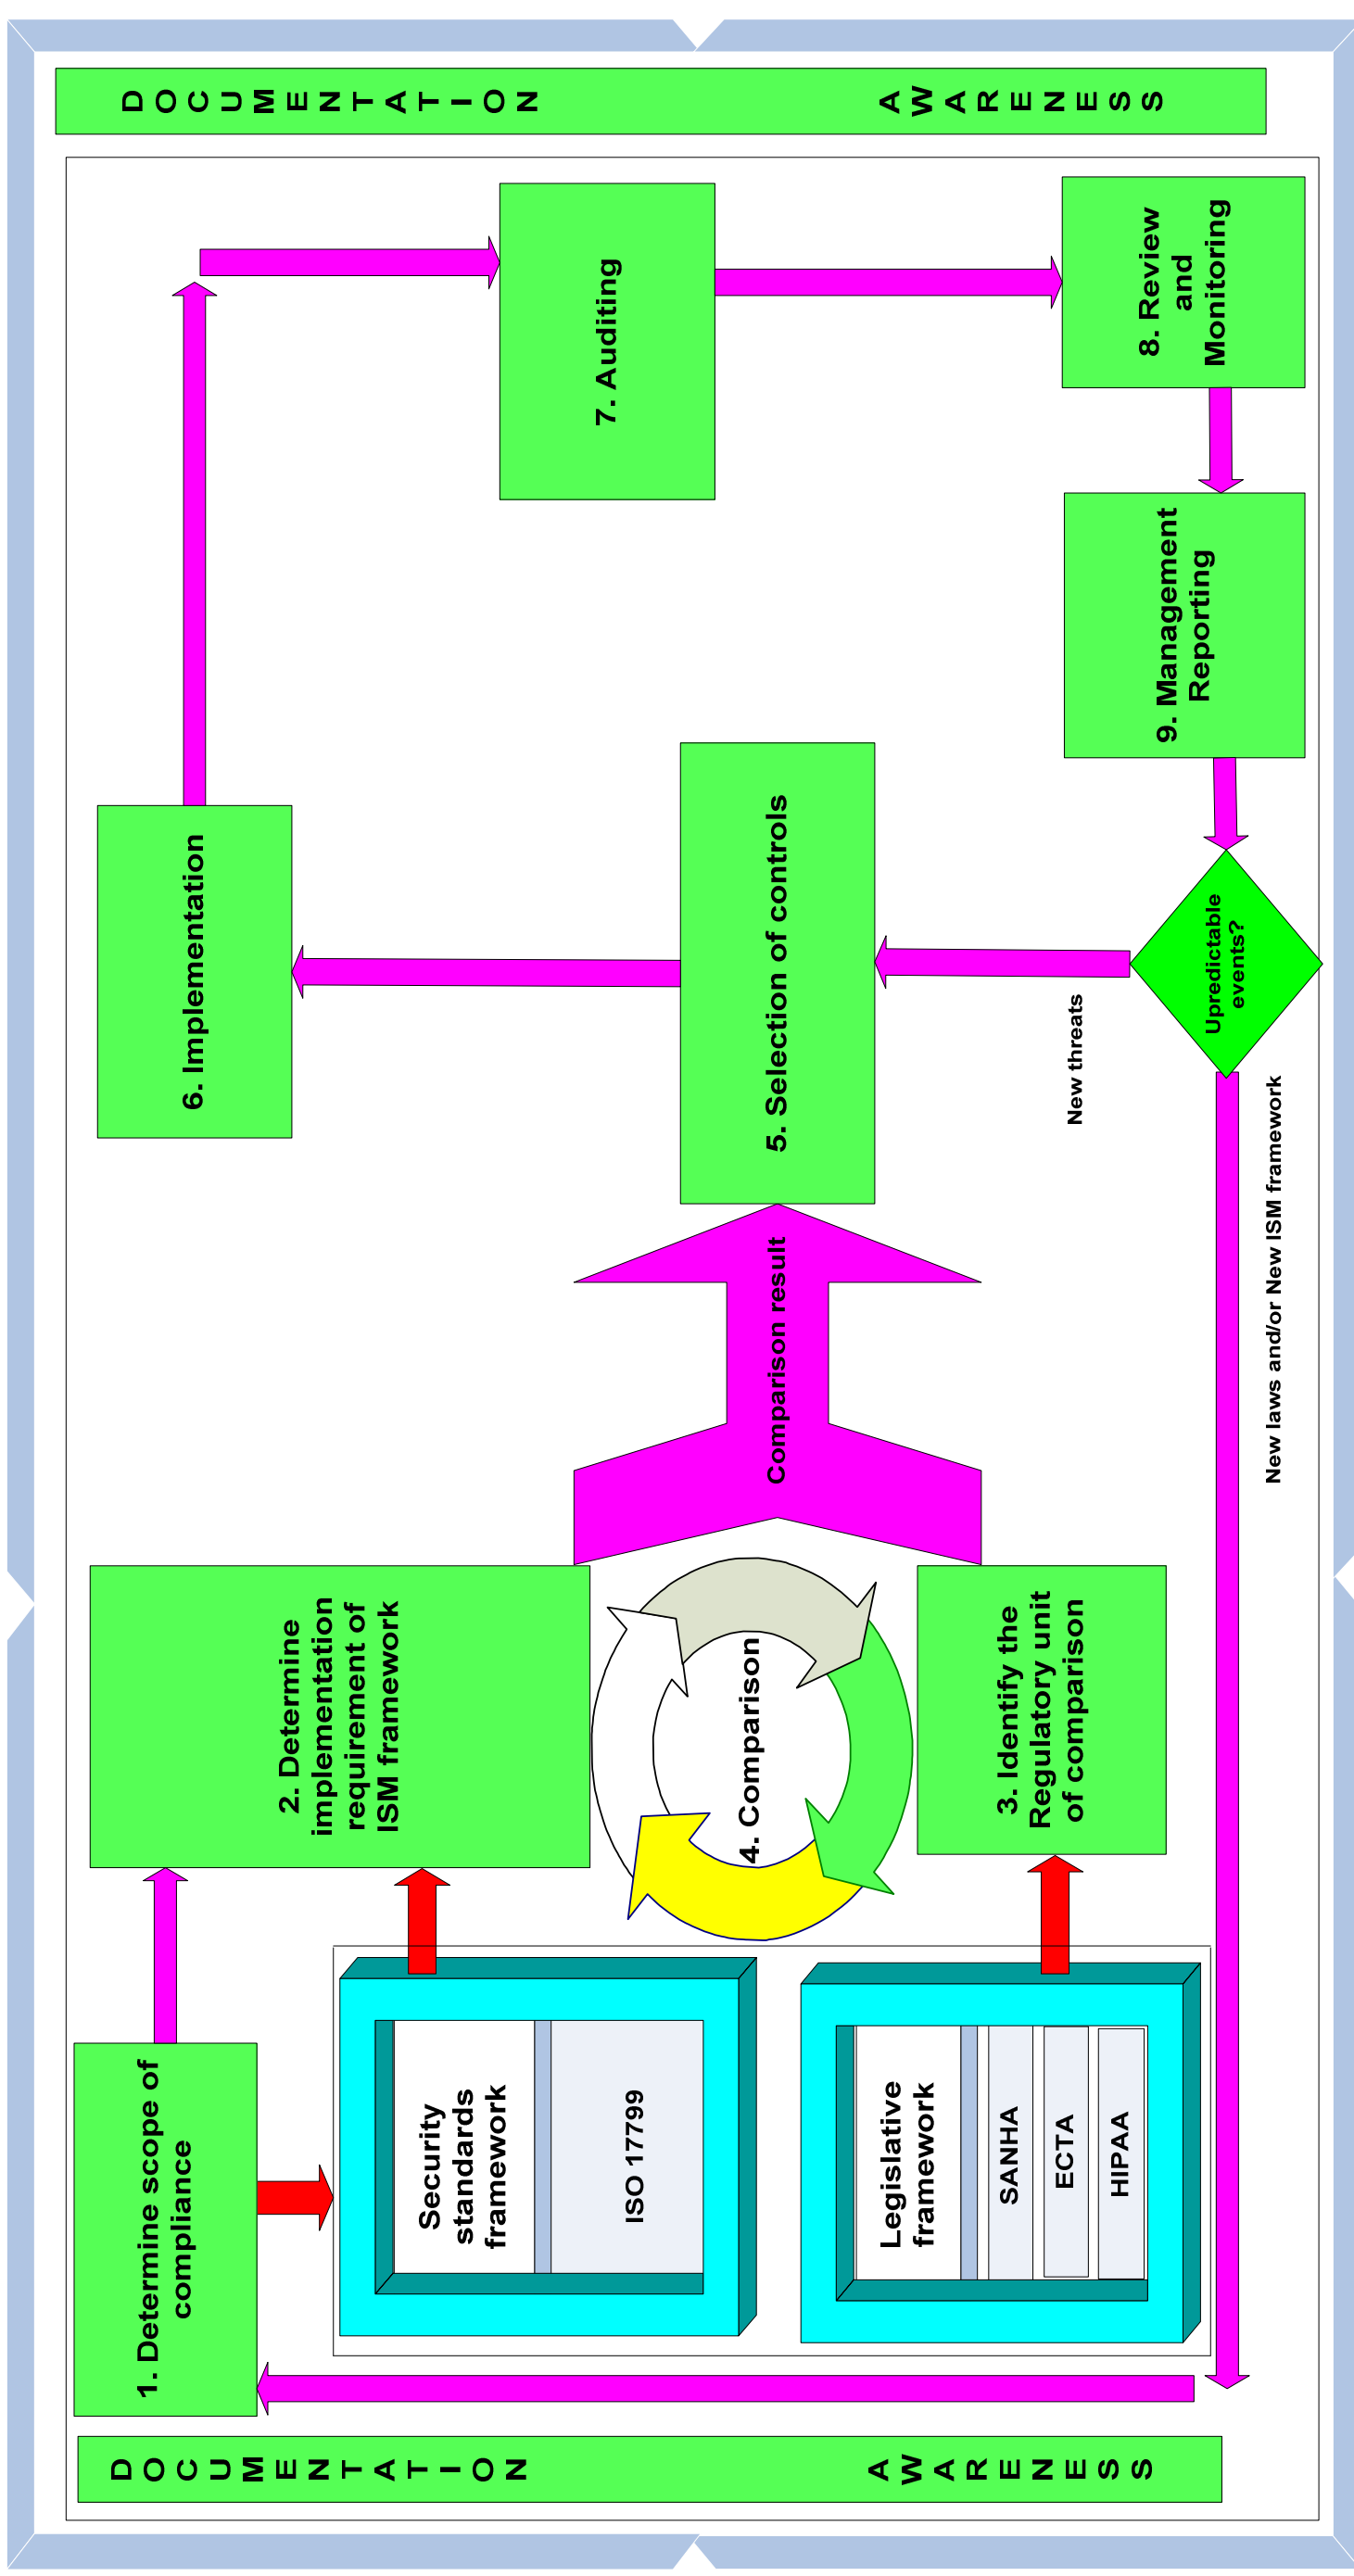 DOCUMENTATION
AWARENESS
1. Determine scope of
compliance
2. Determine
implementation
requirement of
ISM framework
Security
standards
framework
ISO 17799
Legislative
framework
SANHA
ECTA
HIPAA
3. Identify the
Regulatory unit
of comparison
4. Comparison
Comparison result
5. Selection of controls
6. Implementation
7. Auditing
8. Review
and
Monitoring
9. Management
Reporting
Upredictable
events?
New threats
New laws and/or New ISM framework
DOCUMENTATION
AWARENESS